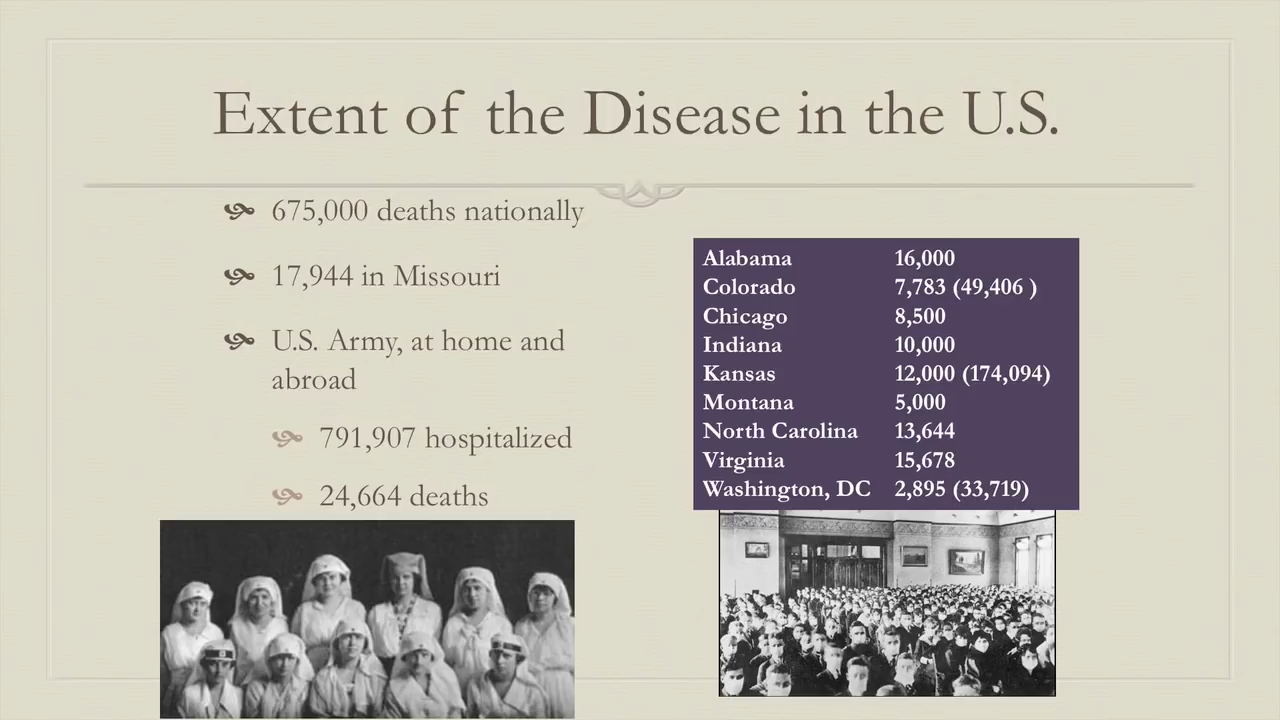 Extent of the Disease in the U.S.
675,000 deaths nationally
17,944 in Missouri
U.S. Army, at home and
abroad
791,907 hospitalized
24,664 deaths
Alabama 16,000
Colorado 7,783 (49,406 )
Chicago 8,500
Indiana 10,000
Kansas 12,000 (174,094)
Montana 5,000
North Carolina 13,644
Virginia 15,678
Washington, DC 2,895 (33,719)